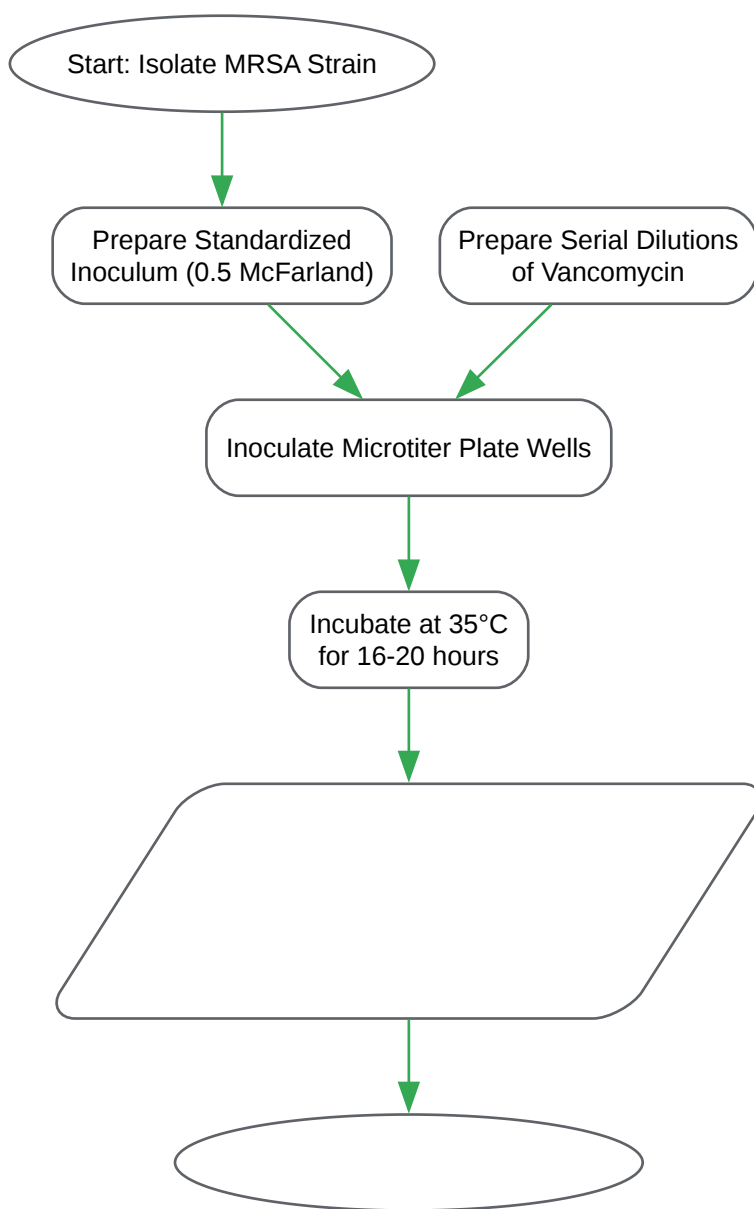 Start: Isolate MRSA Strain
Prepare Standardized
Inoculum (0.5 McFarland)
Prepare Serial Dilutions
of Vancomycin
Inoculate Microtiter Plate Wells
Incubate at 35°C
for 16-20 hours